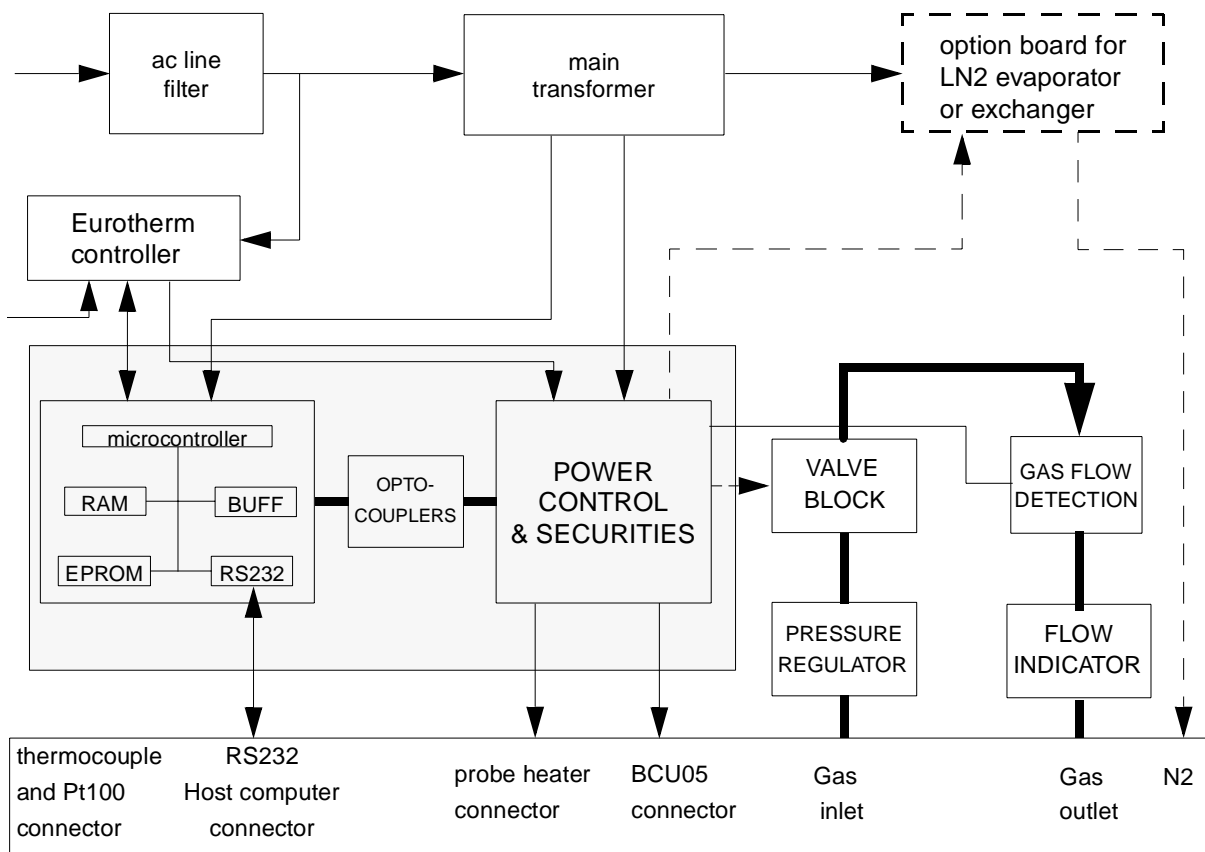 ac line
filter
main
transformer
option board for
LN2 evaporator
or exchanger
Eurotherm
controller
microcontroller
RAM
BUFF
EPROM
RS232
OPTO-
COUPLERS
POWER
CONTROL
& SECURITIES
VALVE
BLOCK
GAS FLOW
DETECTION
PRESSURE
REGULATOR
FLOW
INDICATOR
thermocouple
and Pt100
connector
RS232
Host computer
connector
probe heater
connector
BCU05
connector
Gas
inlet
Gas
outlet
N2